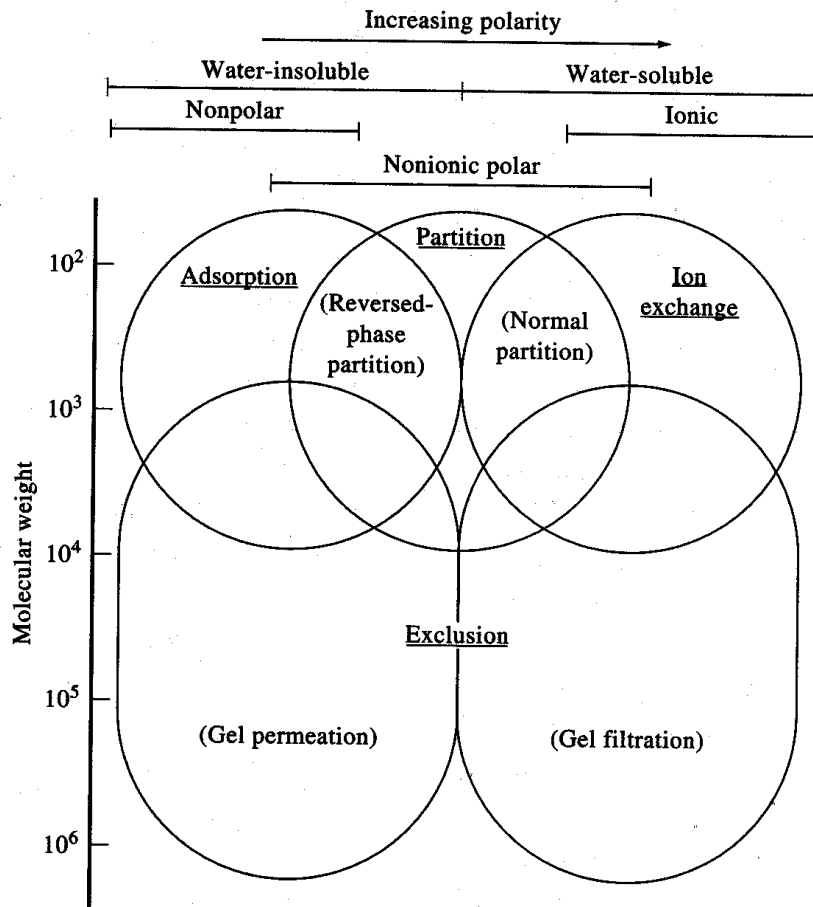 Increasing polarity
Water-insoluble
Water-soluble
Nonpolar
Ionic
Nonionic polar
Partition
Adsorption
Ion
exchange
(Reversed-
phase
partition)
(Normal
partition)
10²
10³
10⁴
10⁵
10⁶
Molecular weight
Exclusion
(Gel permeation)
(Gel filtration)